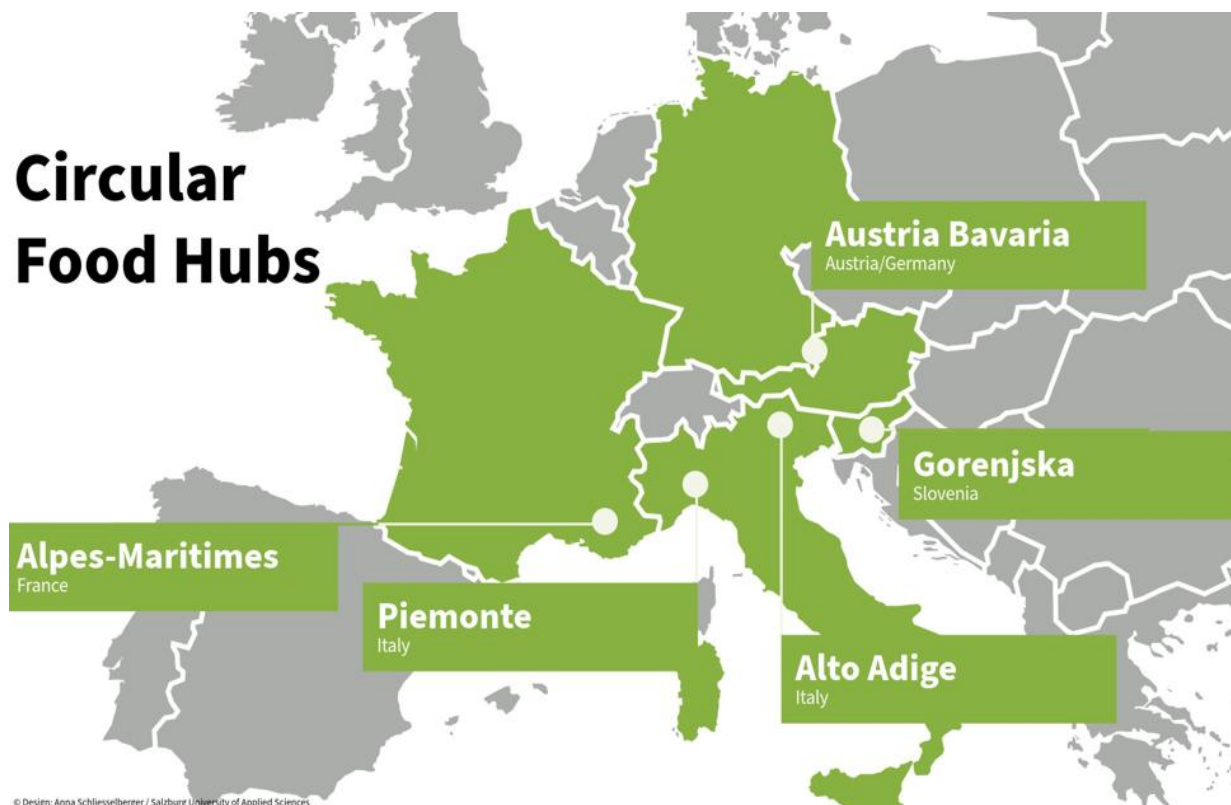 Circular
Food Hubs
Austria Bavaria
Austria/Germany
Gorenjska
Slovenia
Alpes-Maritimes
France
Piemonte
Italy
Alto Adige
Italy
© Design: Anna Schliesselberger / Salzburg University of Applied Sciences